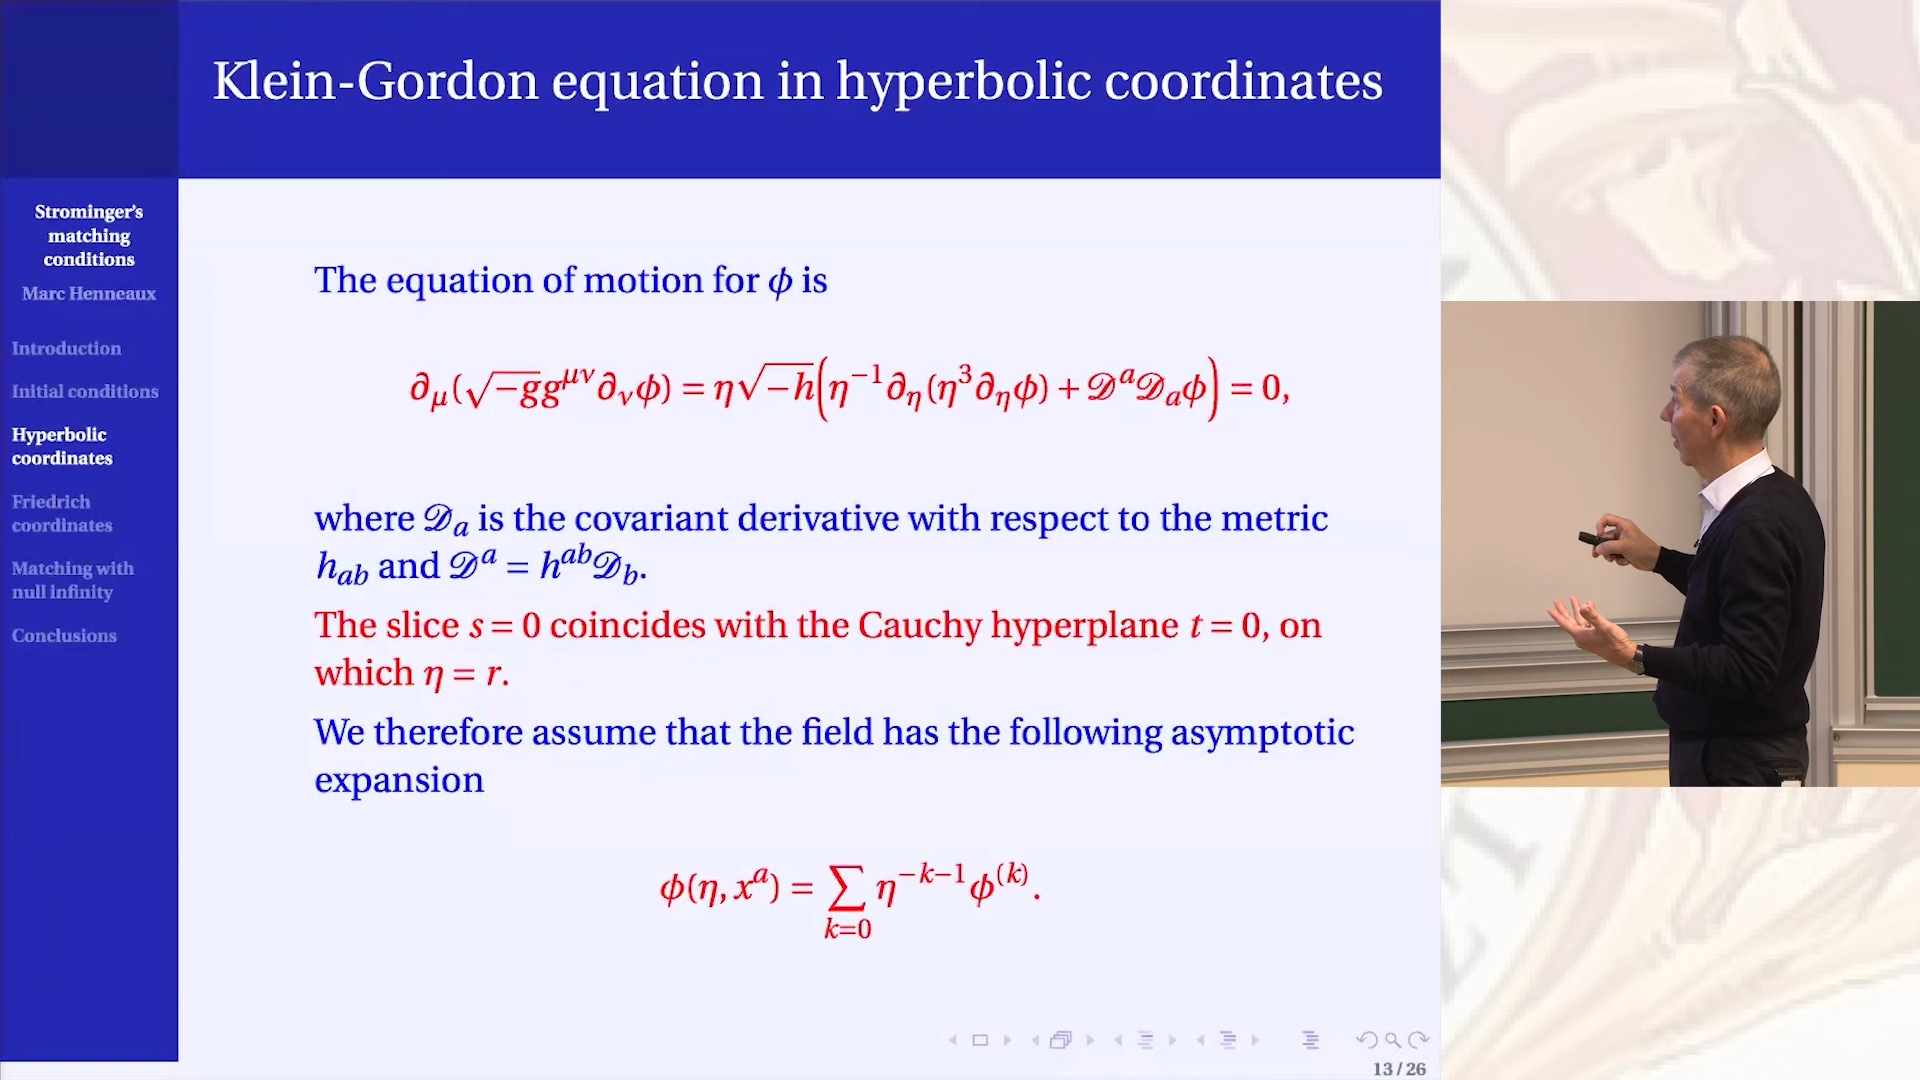 Klein-Gordon equation in hyperbolic coordinates
Strominger's
matching
conditions
Marc Henneaux
Introduction
Initial conditions
Hyperbolic
coordinates
Friedrich
coordinates
Matching with
null infinity
Conclusions
The equation of motion for ϕ is
∂_μ(√−g g^{μν} ∂_ν ϕ) = η√−h(η^{−1}∂_η(η^3 ∂_η ϕ) + 𝒟^a 𝒟_a ϕ) = 0,
where 𝒟_a is the covariant derivative with respect to the metric
h_{ab} and 𝒟^a = h^{ab}𝒟_b.
The slice s = 0 coincides with the Cauchy hyperplane t = 0, on
which η = r.
We therefore assume that the field has the following asymptotic
expansion
ϕ(η, x^a) = ∑_{k=0} η^{−k−1} ϕ^{(k)}.
13 / 26